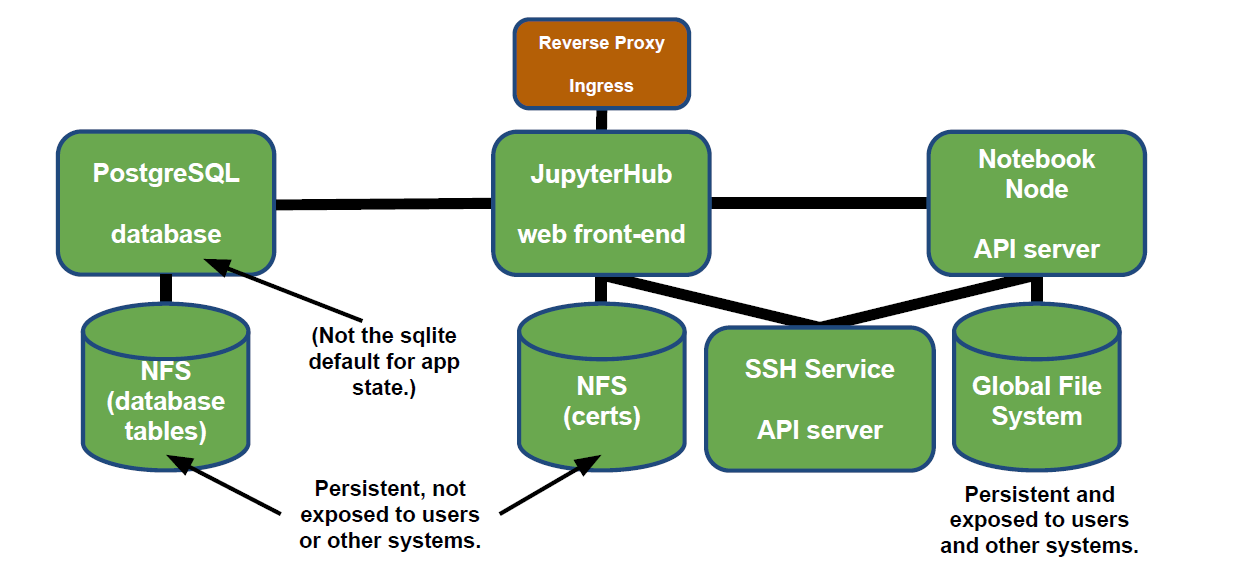 Reverse Proxy
Ingress
PostgreSQL
database
JupyterHub
web front-end
Notebook
Node
API server
(Not the sqlite
default for app
state.)
NFS
(database
tables)
NFS
(certs)
SSH Service
API server
Global File
System
Persistent, not
exposed to users
or other systems.
Persistent and
exposed to users
and other systems.